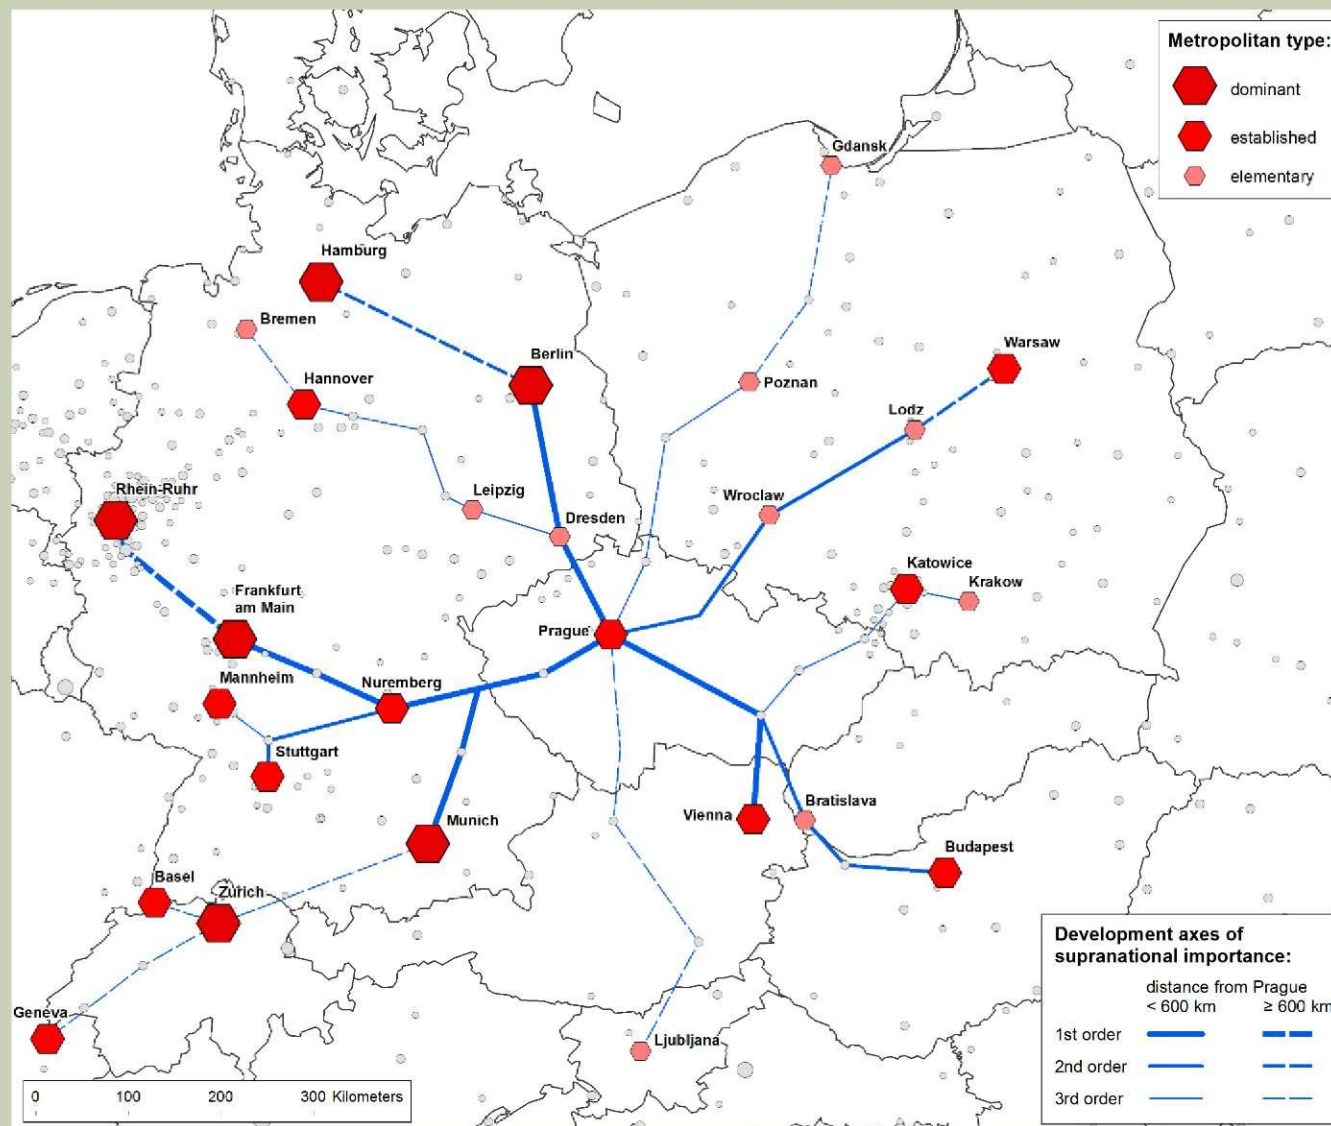 Metropolitan type:
dominant
established
elementary
Gdansk
Hamburg
Bremen
Berlin
Warsaw
Hannover
Poznan
Lodz
Rhein-Ruhr
Leipzig
Wroclaw
Dresden
Katowice
Krakow
Frankfurt
am Main
Prague
Mannheim
Nuremberg
Stuttgart
Munich
Vienna
Bratislava
Budapest
Basel
Zürich
Geneva
Ljubljana
Development axes of
supranational importance:
distance from Prague
< 600 km ≥ 600 km
1st order
2nd order
3rd order
0 100 200 300 Kilometers